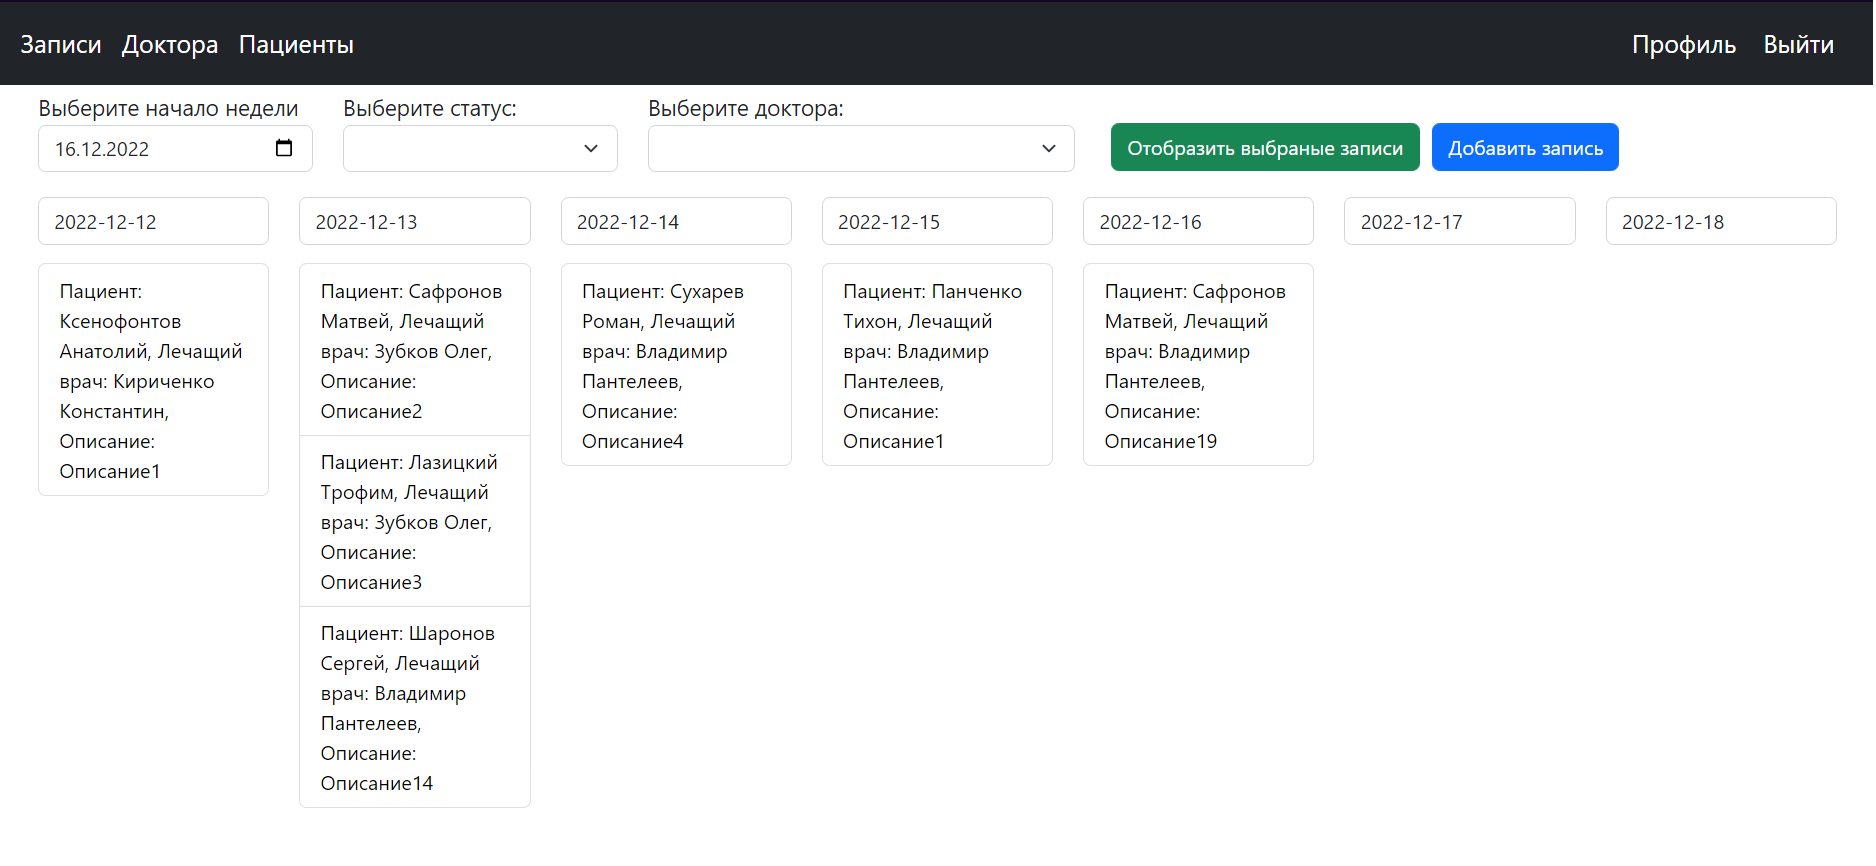 Записи Доктора Пациенты Профиль Выйти
Выберите начало недели Выберите статус: Выберите доктора:
16.12.2022
Отобразить выбраные записи Добавить запись
2022-12-12 2022-12-13 2022-12-14 2022-12-15 2022-12-16 2022-12-17 2022-12-18
Пациент:
Ксенофонтов
Анатолий, Лечащий
врач: Кириченко
Константин,
Описание:
Описание1
Пациент: Сафронов
Матвей, Лечащий
врач: Зубков Олег,
Описание:
Описание2
Пациент: Лазицкий
Трофим, Лечащий
врач: Зубков Олег,
Описание:
Описание3
Пациент: Шаронов
Сергей, Лечащий
врач: Владимир
Пантелеев,
Описание:
Описание14
Пациент: Сухарев
Роман, Лечащий
врач: Владимир
Пантелеев,
Описание:
Описание4
Пациент: Панченко
Тихон, Лечащий
врач: Владимир
Пантелеев,
Описание:
Описание1
Пациент: Сафронов
Матвей, Лечащий
врач: Владимир
Пантелеев,
Описание:
Описание19